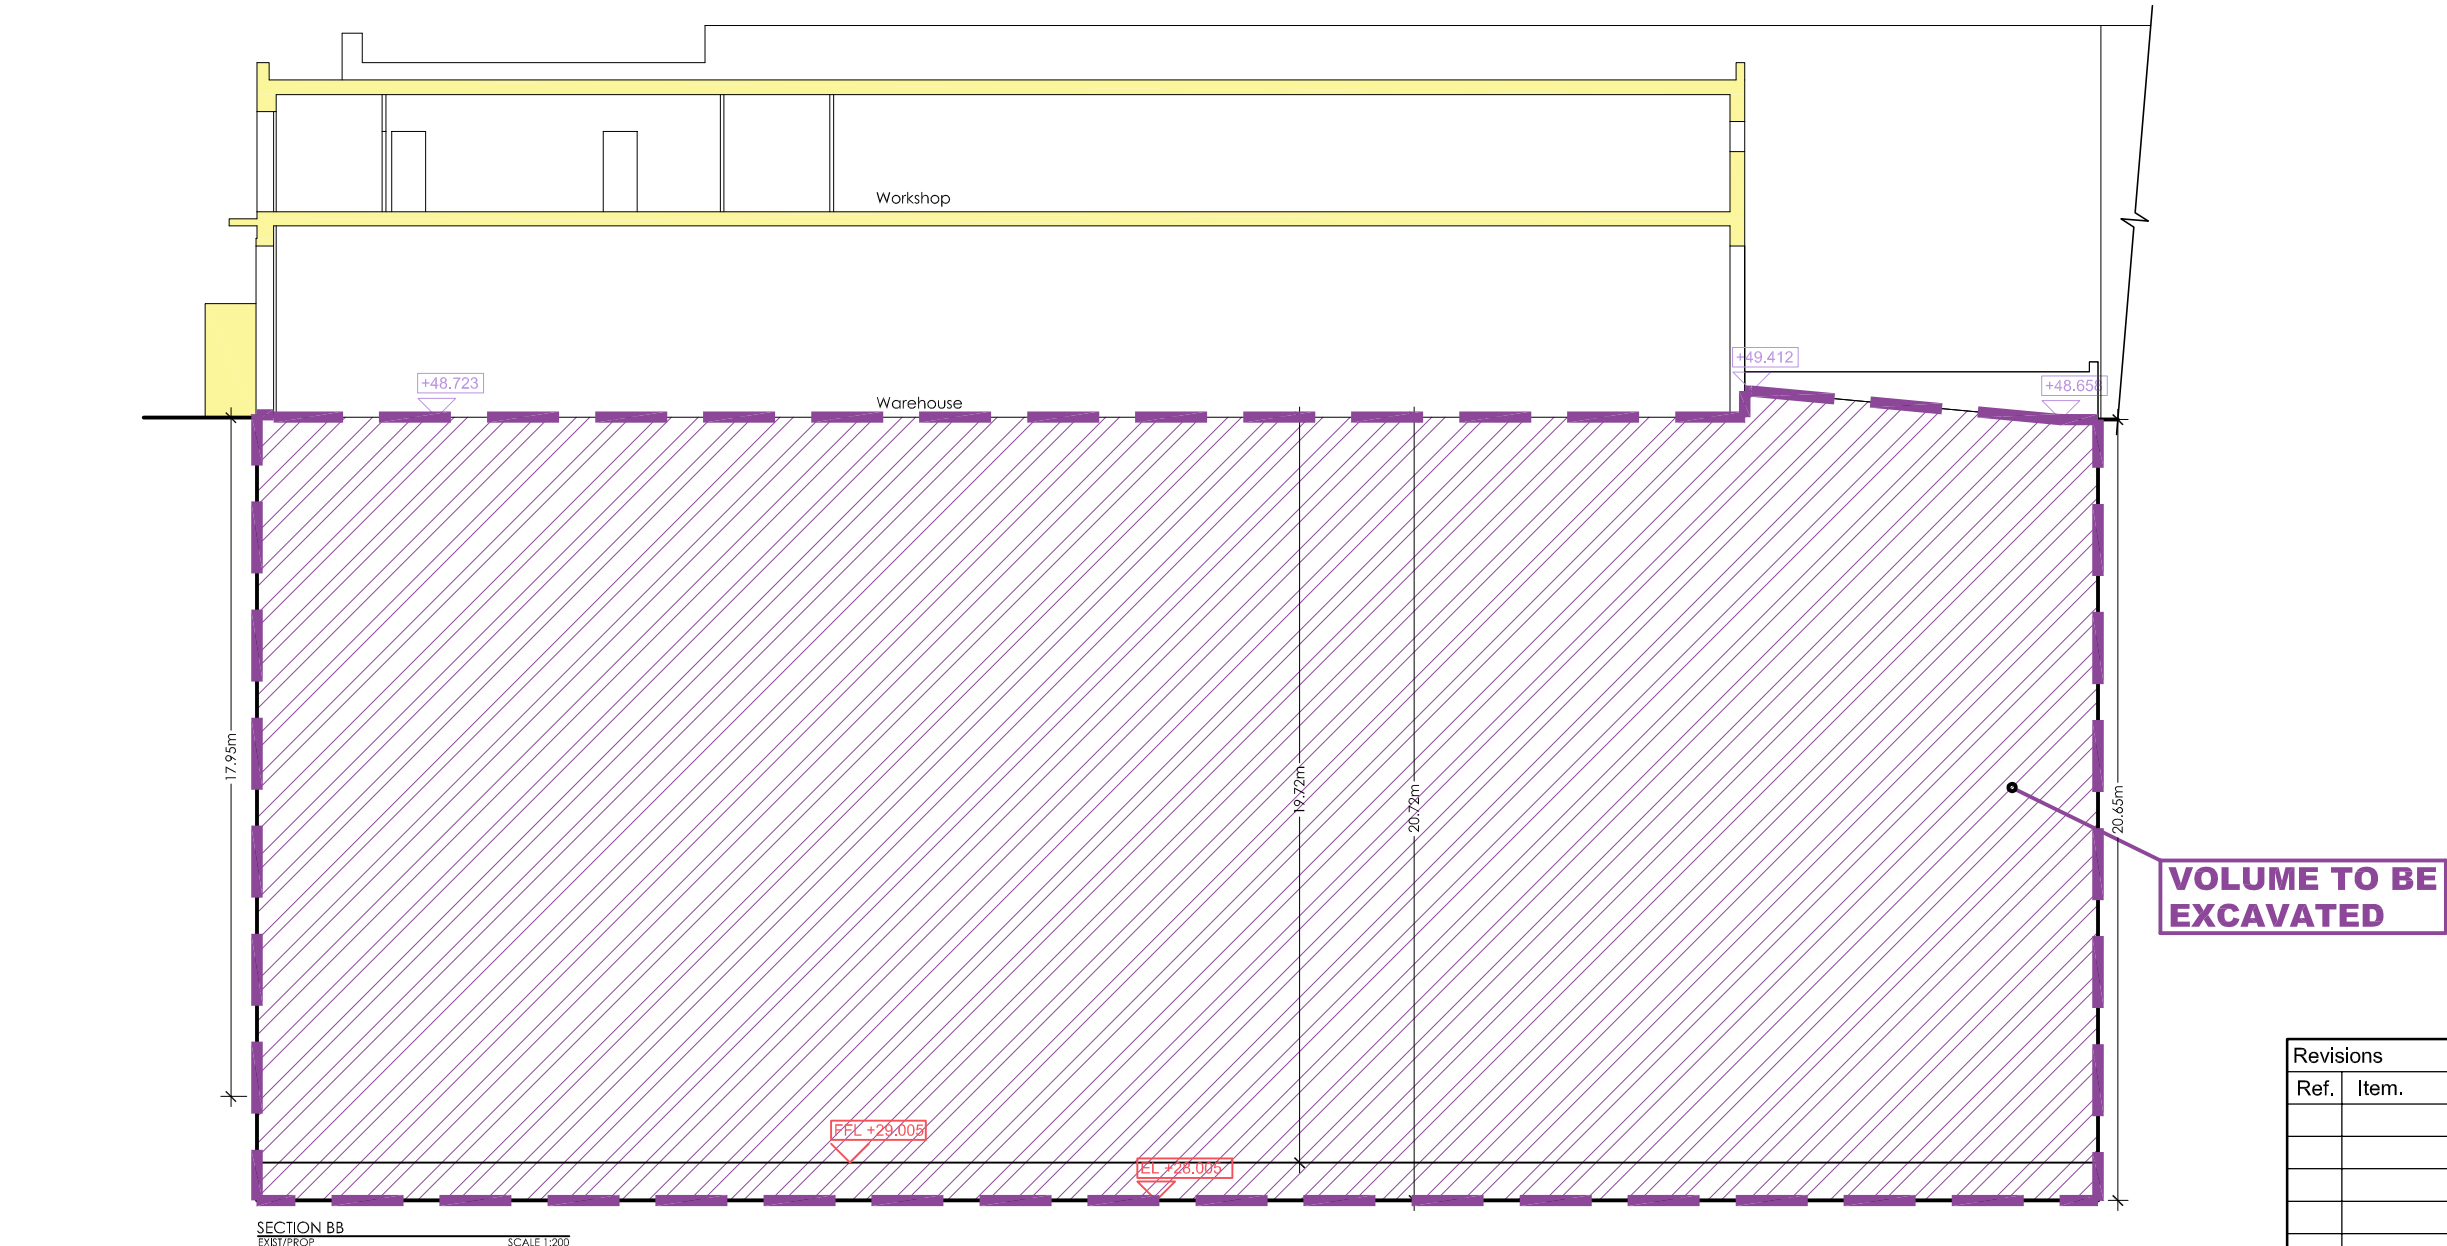 Workshop
+48.723
+49.412
+48.658
Warehouse
17.95m
19.72m
20.72m
20.65m
VOLUME TO BE
EXCAVATED
FFL +29.005
EL +28.005
Revisions
Ref. Item.
SECTION BB
EXIST/PROP SCALE 1:200